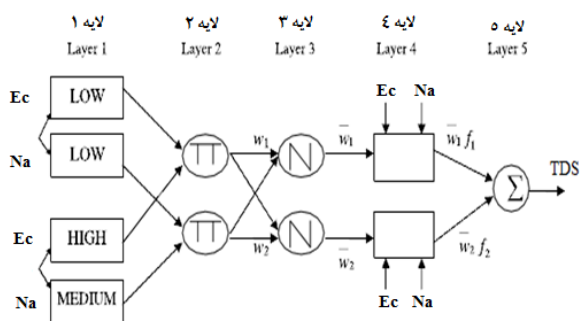 لایه ۱ لایه ۲ لایه ۳ لایه ٤ لایه ٥
Layer 1 Layer 2 Layer 3 Layer 4 Layer 5
Ec LOW Ec Na
Na LOW Π w₁ N w̅₁ w̅₁ f₁
Σ TDS
Ec HIGH Π w₂ N w̅₂ w̅₂ f₂
Na MEDIUM Ec Na